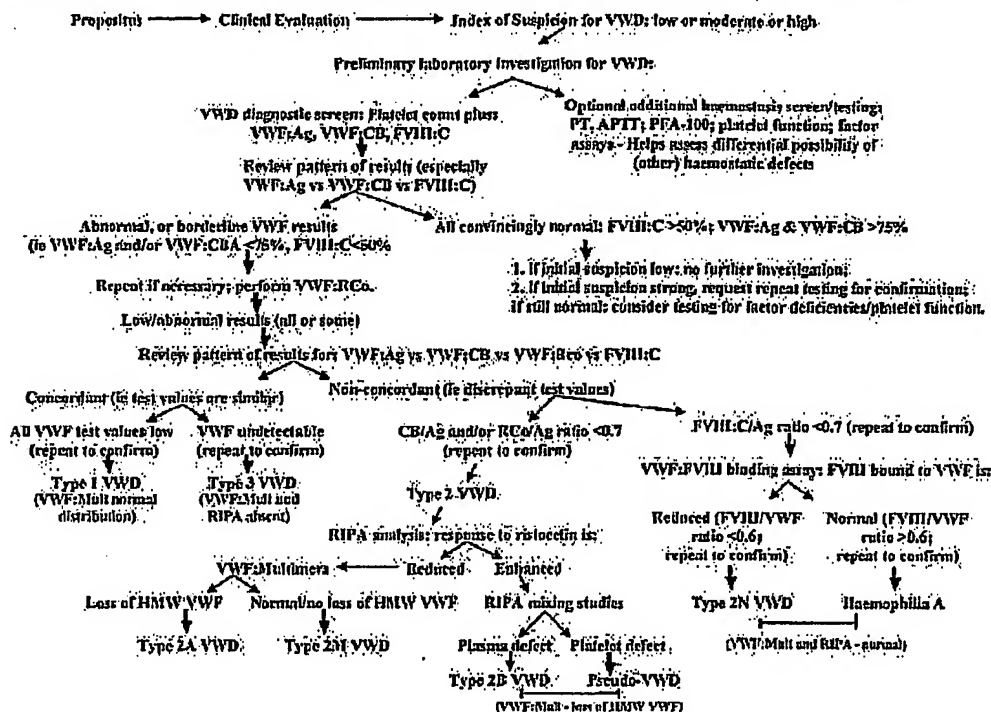 Propositus
Clinical Evaluation
Index of Suspicion for VWD: low or moderate or high
Preliminary laboratory investigation for VWD:
VWD diagnostic screen: Platelet count pluss
VWF:Ag, VWF:CB, FVIII:C
Optional additional haemostasis screen/testing:
PT, APTT; PFA-100; platelet function; factor
assays - Helps assess differential possibility of
(other) haemostatic defects
Review pattern of results (especially
VWF:Ag vs VWF:CB vs FVIII:C)
Abnormal, or borderline VWF results
(ie VWF:Ag and/or VWF:CBA <75%, FVIII:C<50%
All convincingly normal: FVIII:C >50%; VWF:Ag & VWF:CB >75%
1. if initial suspicion low: no further investigation;
2. If initial suspicion strong, request repeat testing for confirmation;
if still normal: consider testing for factor deficiencies/platelet function.
Repeat if necessary; perform VWF:RCo.
Low/abnormal results (all or some)
Review pattern of results for: VWF:Ag vs VWF:CB vs VWF:Rco vs FVIII:C
Concordant (ie test values are similar)
Non-concordant (ie discrepant test values)
All VWF test values low
(repeat to confirm)
VWF undetectable
(repeat to confirm)
CB/Ag and/or RCo/Ag ratio <0.7
(repeat to confirm)
FVIII:C/Ag ratio <0.7 (repeat to confirm)
Type 1 VWD
(VWF:Mult normal
distribution)
Type 3 VWD
(VWF:Mult and
RIPA absent)
Type 2 VWD
VWF:FVIII binding assay: FVIII bound to VWF is:
RIPA analysis: response to ristocetin is:
Reduced (FVIII/VWF
ratio <0.6;
repeat to confirm)
Normal (FVIII/VWF
ratio >0.6;
repeat to confirm)
VWF:Multimers
Reduced
Enhanced
Loss of HMW VWF
Normal/no loss of HMW VWF
RIPA mixing studies
Type 2N VWD
Haemophilia A
(VWF:Mult and RIPA - normal)
Type 2A VWD
Type 2M VWD
Plasma defect
Platelet defect
Type 2B VWD
Pseudo-VWD
(VWF:Mult - loss of HMW VWF)